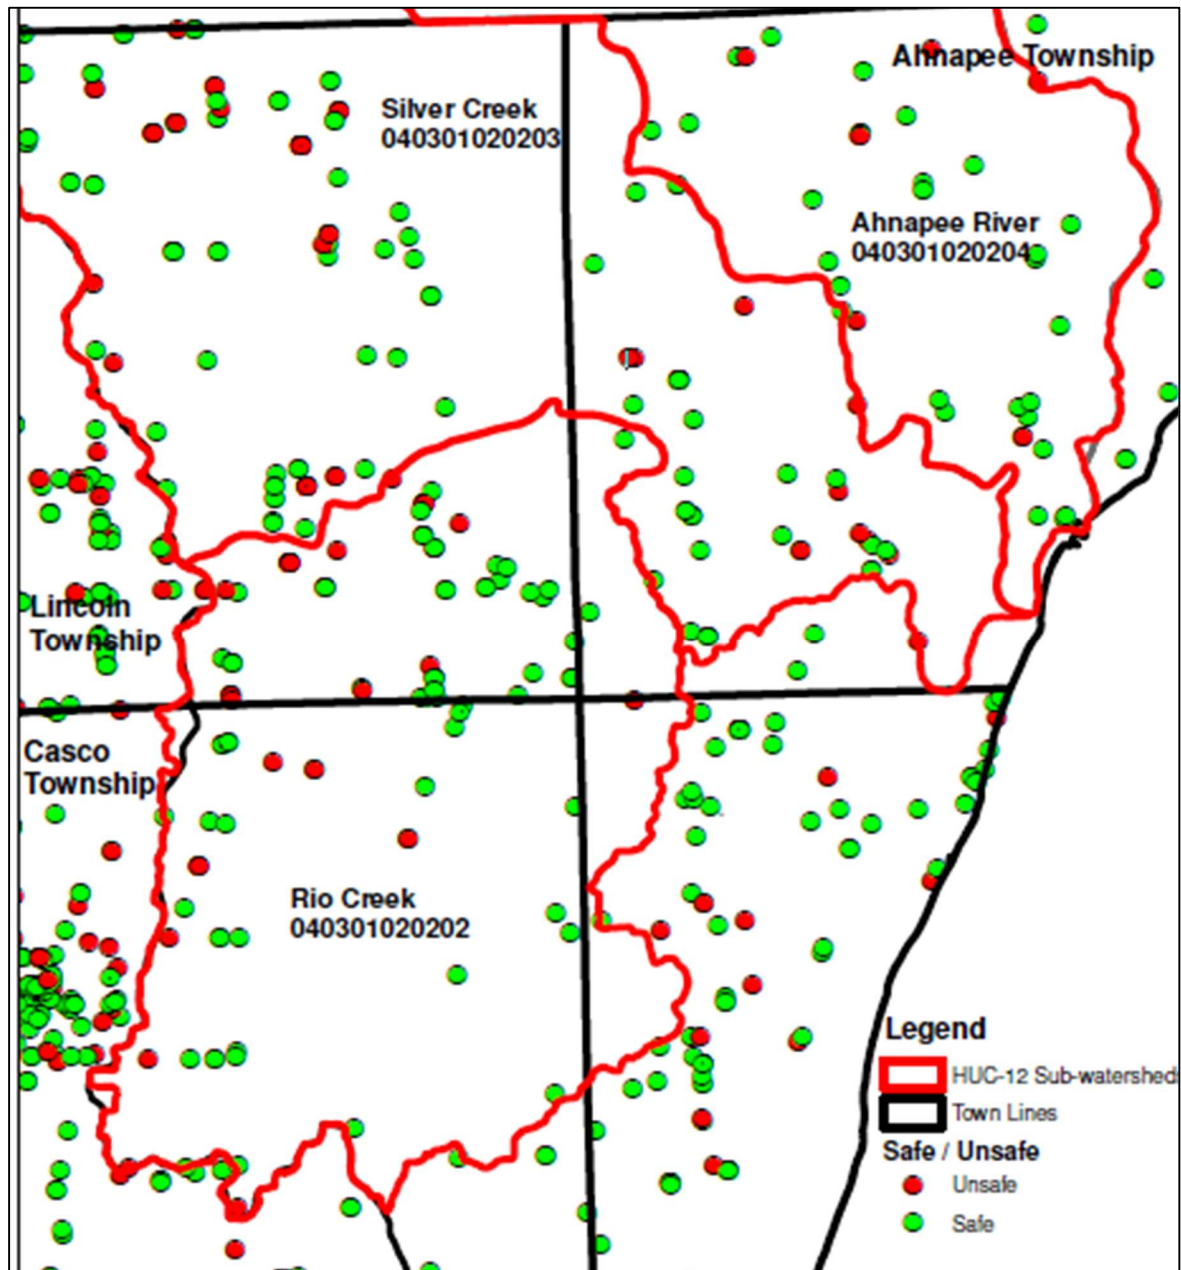 Ahnapee Township
Silver Creek
040301020203
Ahnapee River
040301020204
Lincoln
Township
Casco
Township
Rio Creek
040301020202
Legend
HUC-12 Sub-watersheds
Town Lines
Safe / Unsafe
Unsafe
Safe